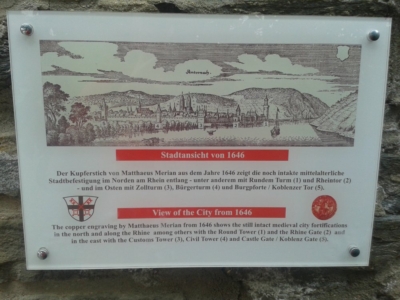 Stadtansicht von 1646
Der Kupferstich von Matthaeus Merian aus dem Jahre 1646 zeigt die noch intakte mittelalterliche
Stadtbefestigung im Norden am Rhein entlang - unter anderem mit Rundem Turm (1) und Rheintor (2)
- und im Osten mit Zollturm (3), Bürgerturm (4) und Burgpforte / Koblenzer Tor (5).
View of the City from 1646
The copper engraving by Matthaeus Merian from 1646 shows the still intact medieval city fortifications
in the north and along the Rhine among others with the Round Tower (1) and the Rhine Gate (2) and
in the east with the Customs Tower (3), Civil Tower (4) and Castle Gate / Koblenz Gate (5).